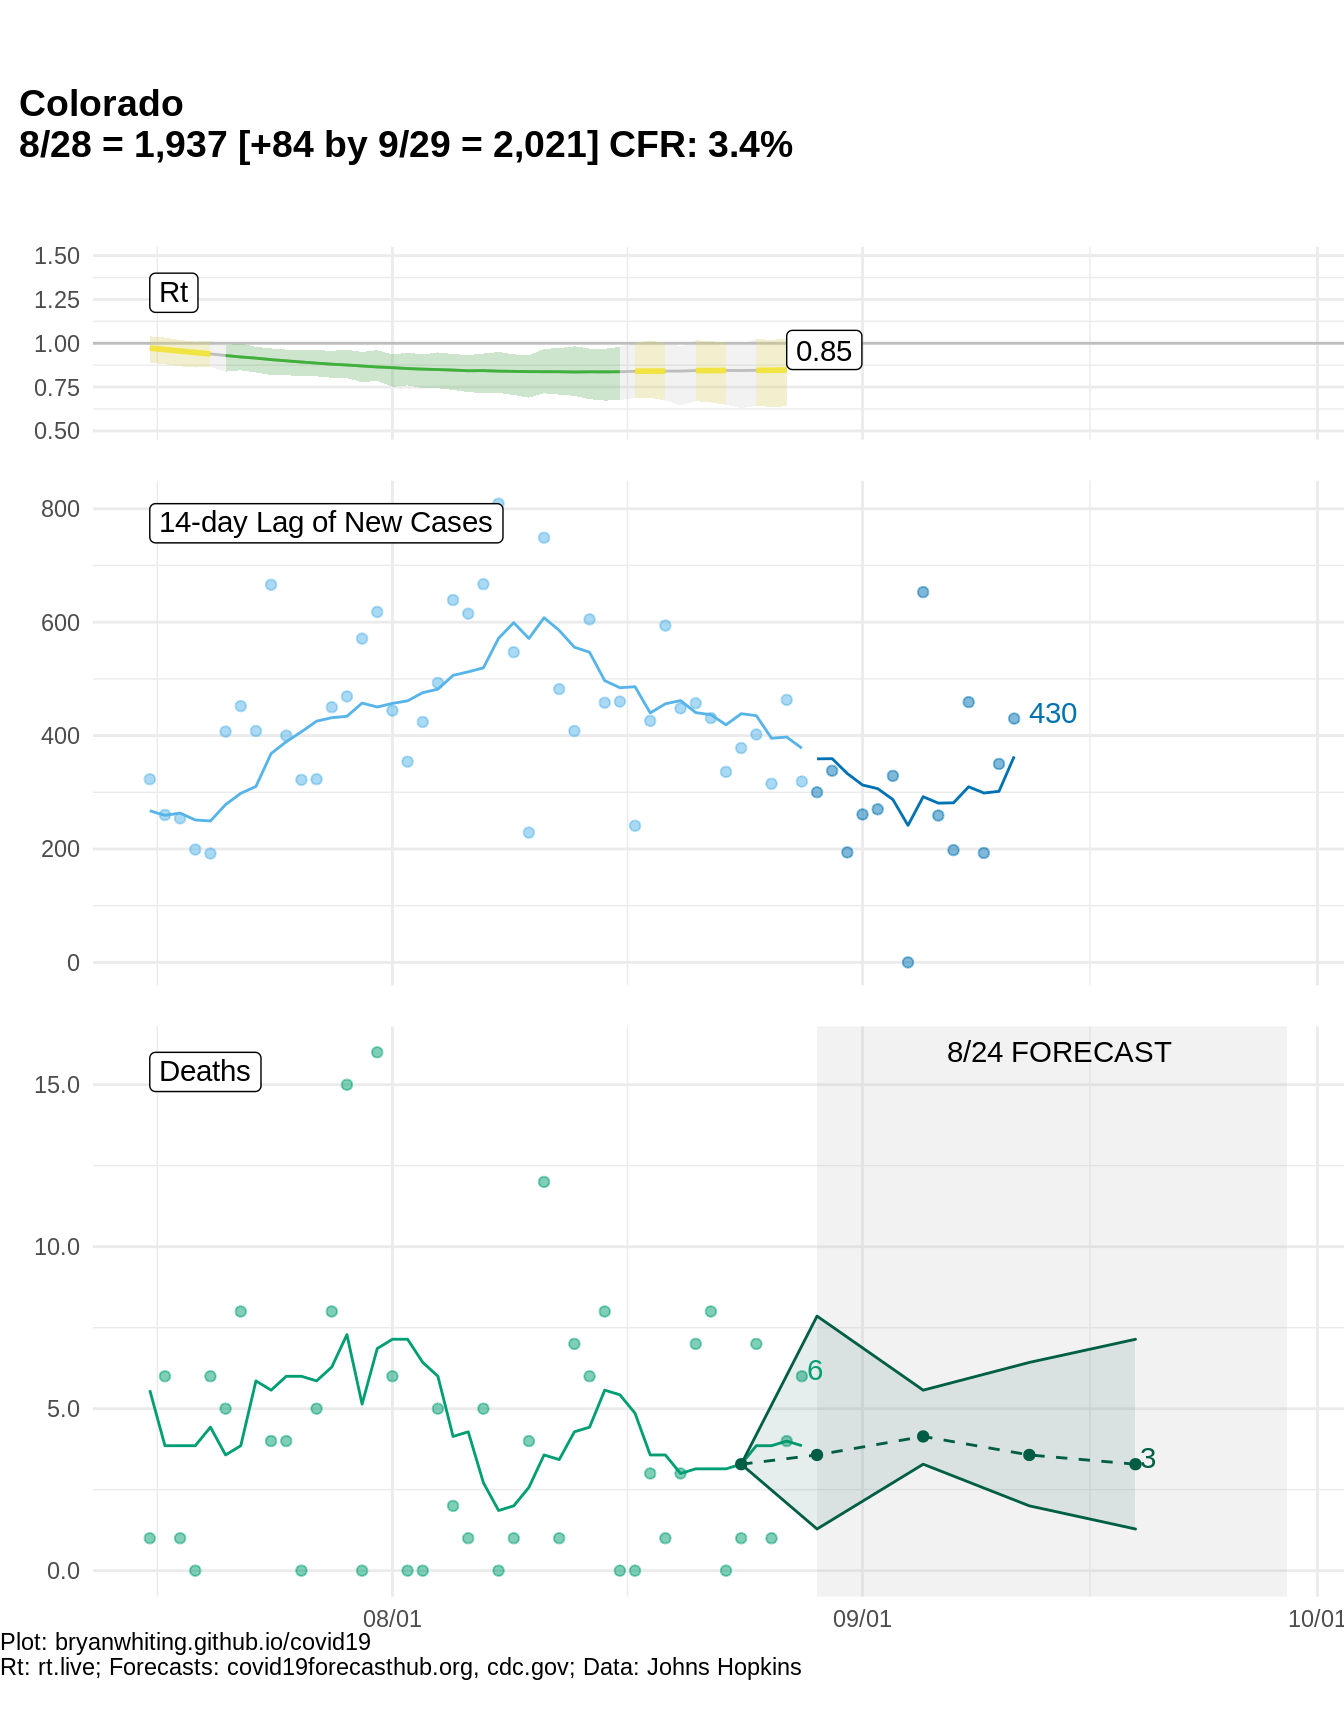 Colorado
8/28 = 1,937 [+84 by 9/29 = 2,021] CFR: 3.4%
1.50
1.25
1.00
0.75
0.50
Rt
0.85
800
600
400
200
0
14-day Lag of New Cases
430
15.0
10.0
5.0
0.0
Deaths
8/24 FORECAST
6
3
08/01
09/01
10/01
Plot: bryanwhiting.github.io/covid19
Rt: rt.live; Forecasts: covid19forecasthub.org, cdc.gov; Data: Johns Hopkins